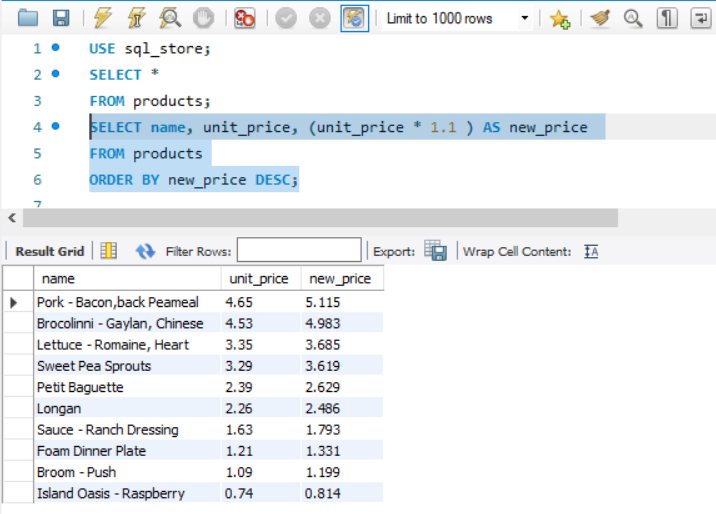 Limit to 1000 rows
1 USE sql_store;
2 SELECT *
3 FROM products;
4 SELECT name, unit_price, (unit_price * 1.1 ) AS new_price
5 FROM products
6 ORDER BY new_price DESC;
7
Result Grid Filter Rows: Export: Wrap Cell Content: IA
name unit_price new_price
Pork - Bacon,back Peameal 4.65 5.115
Brocolinni - Gaylan, Chinese 4.53 4.983
Lettuce - Romaine, Heart 3.35 3.685
Sweet Pea Sprouts 3.29 3.619
Petit Baguette 2.39 2.629
Longan 2.26 2.486
Sauce - Ranch Dressing 1.63 1.793
Foam Dinner Plate 1.21 1.331
Broom - Push 1.09 1.199
Island Oasis - Raspberry 0.74 0.814